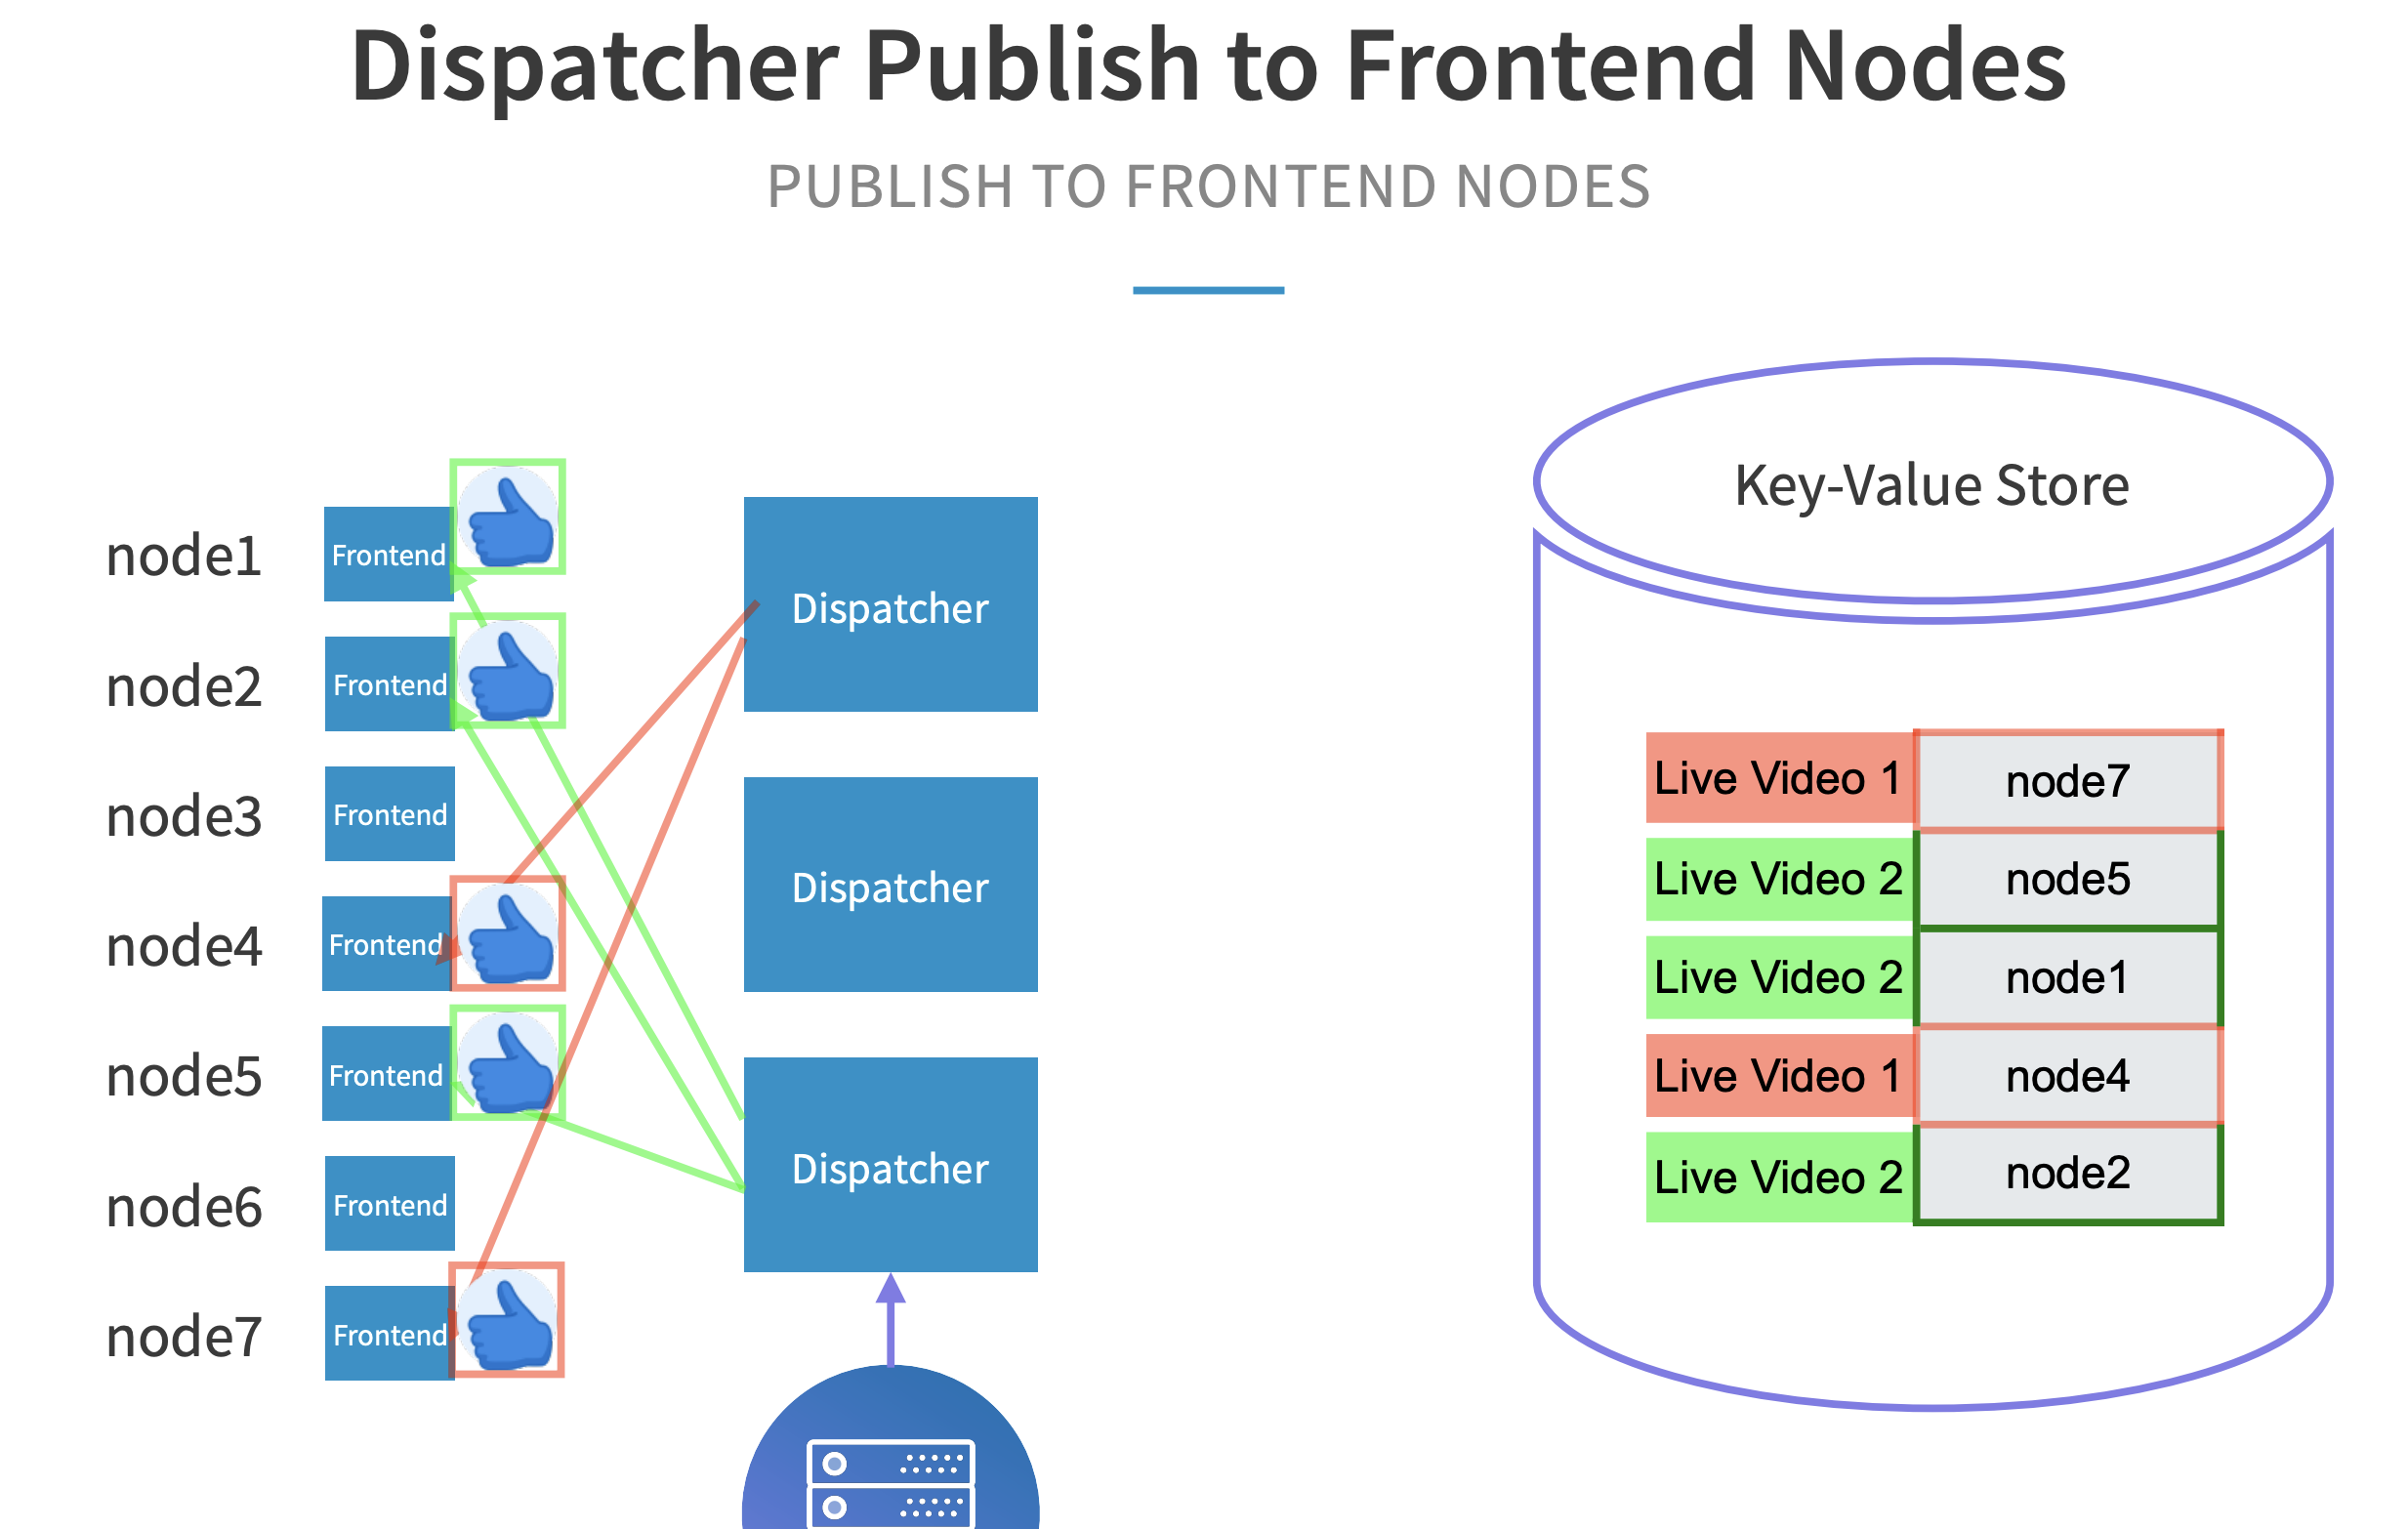 Dispatcher Publish to Frontend Nodes
PUBLISH TO FRONTEND NODES
node1
Frontend
node2
Frontend
node3
Frontend
node4
Frontend
node5
Frontend
node6
Frontend
node7
Frontend
Dispatcher
Dispatcher
Dispatcher
Key-Value Store
Live Video 1 node7
Live Video 2 node5
Live Video 2 node1
Live Video 1 node4
Live Video 2 node2